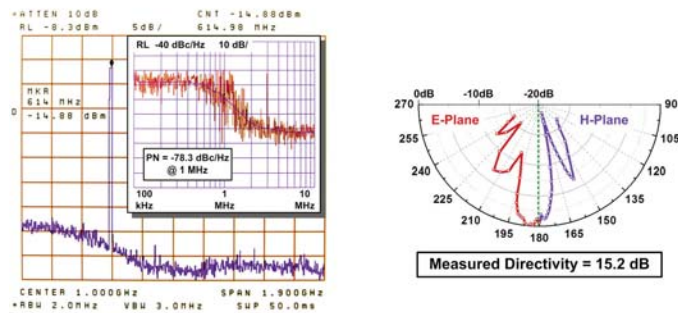 *ATTEN 10dB
CNT -14.88dBm
RL -8.3dBm
5dB/
614.98 MHz
RL -40 dBc/Hz 10 dB/
MKR
614 MHz
D
-14.88 dBm
PN = -78.3 dBc/Hz
@ 1 MHz
100
kHz
1
MHz
10
MHz
CENTER 1.000GHz
SPAN 1.900GHz
*RBW 2.0MHz
VBW 3.0MHz
SWP 50.0ms
0dB
-10dB
-20dB
270
90
E-Plane
H-Plane
255
105
240
120
225
135
210
150
195
180
165
Measured Directivity = 15.2 dB